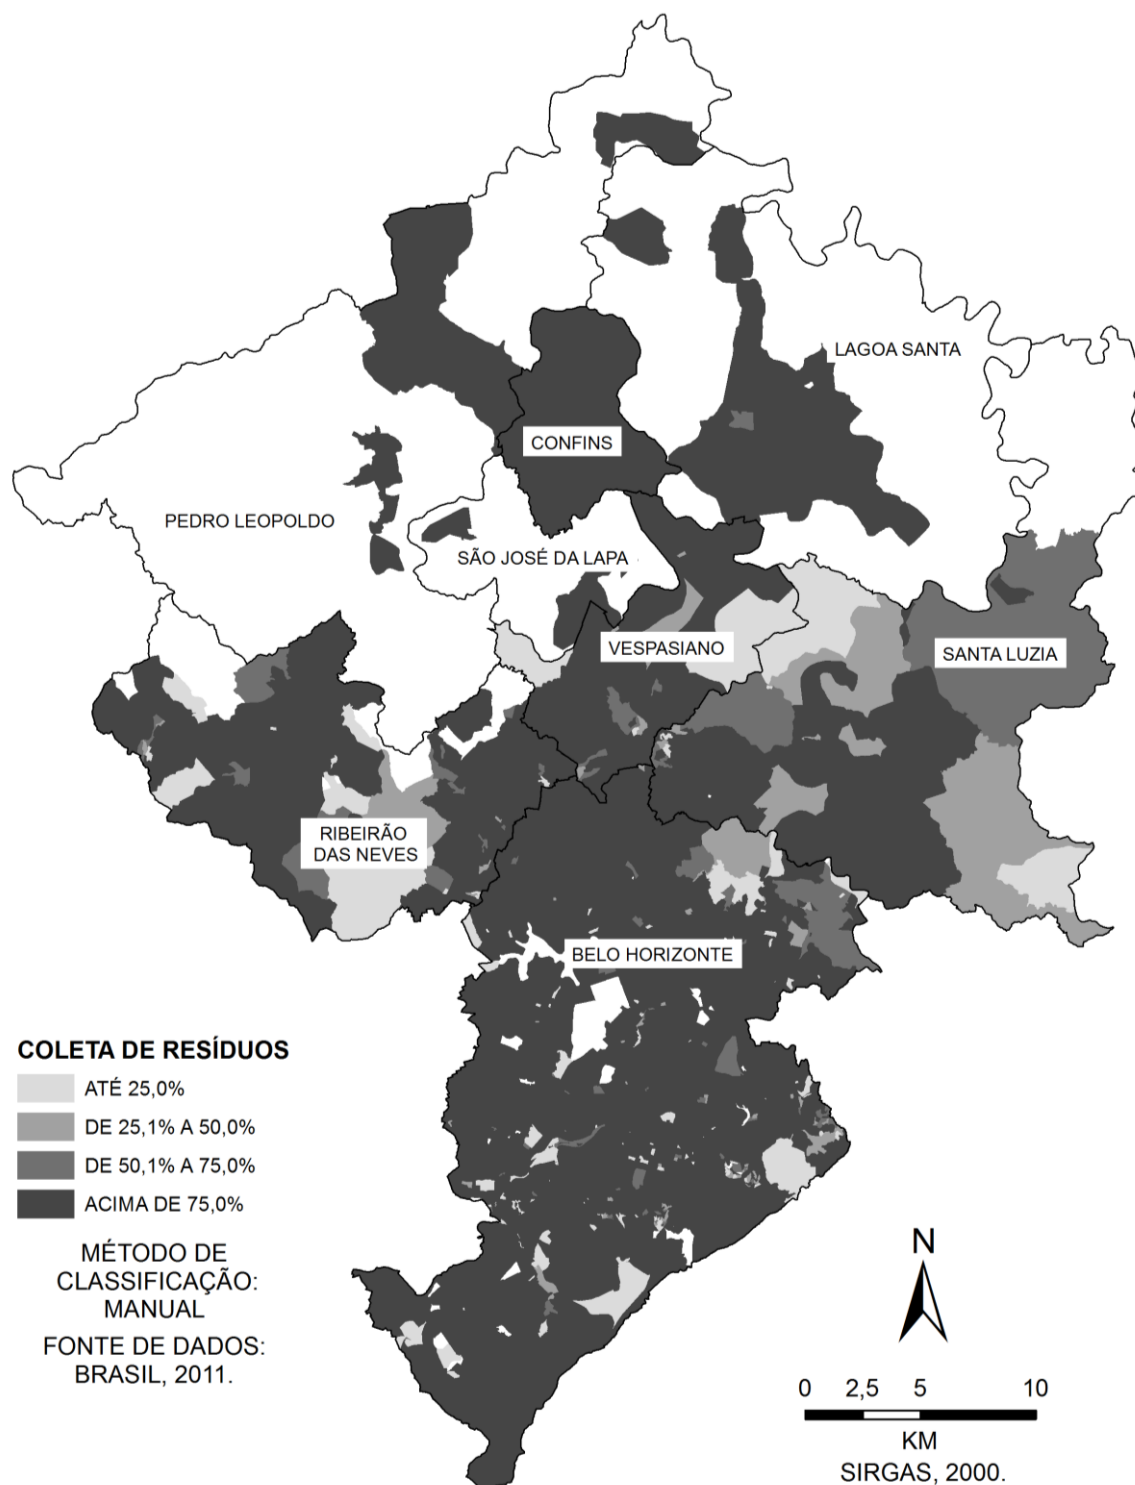 LAGOA SANTA
CONFINS
PEDRO LEOPOLDO
SÃO JOSÉ DA LAPA
VESPASIANO
SANTA LUZIA
RIBEIRÃO
DAS NEVES
BELO HORIZONTE
COLETA DE RESÍDUOS
ATÉ 25,0%
DE 25,1% A 50,0%
DE 50,1% A 75,0%
ACIMA DE 75,0%
MÉTODO DE
CLASSIFICAÇÃO:
MANUAL
FONTE DE DADOS:
BRASIL, 2011.
N
0 2,5 5 10
KM
SIRGAS, 2000.